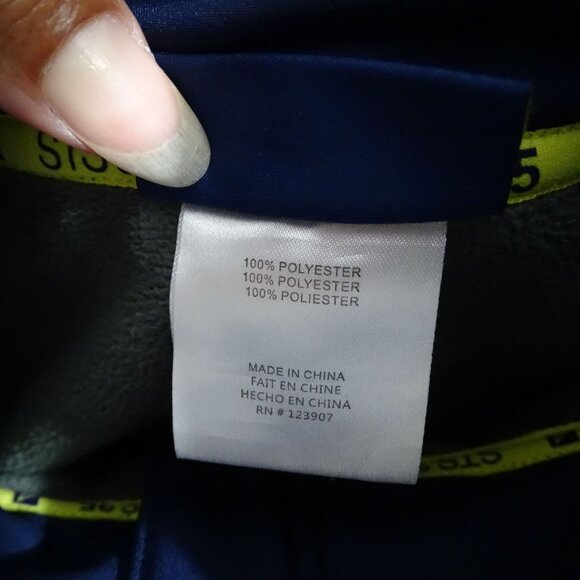 100% POLYESTER
100% POLYESTER
100% POLIESTER
MADE IN CHINA
FAIT EN CHINE
HECHO EN CHINA
RN # 123907